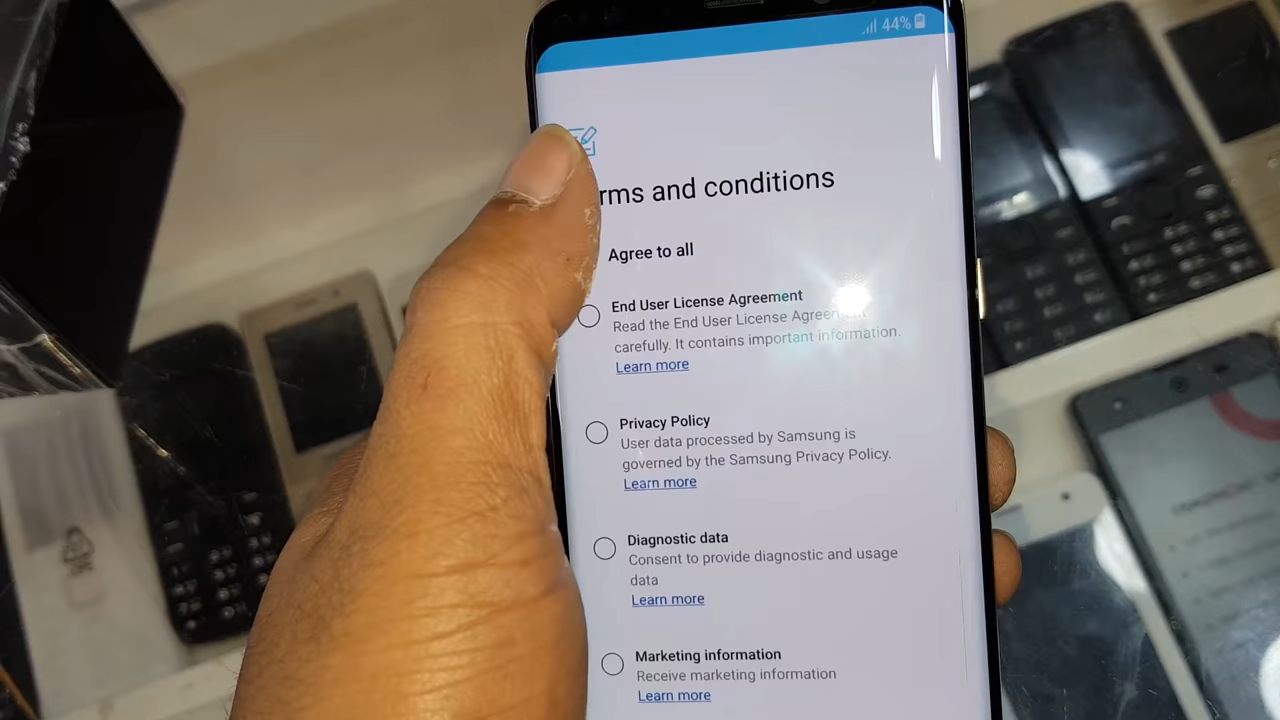 44%
rms and conditions
Agree to all
End User License Agreement
Read the End User License Agreement
carefully. It contains important information.
Learn more
Privacy Policy
User data processed by Samsung is
governed by the Samsung Privacy Policy.
Learn more
Diagnostic data
Consent to provide diagnostic and usage
data
Learn more
Marketing information
Receive marketing information
Learn more